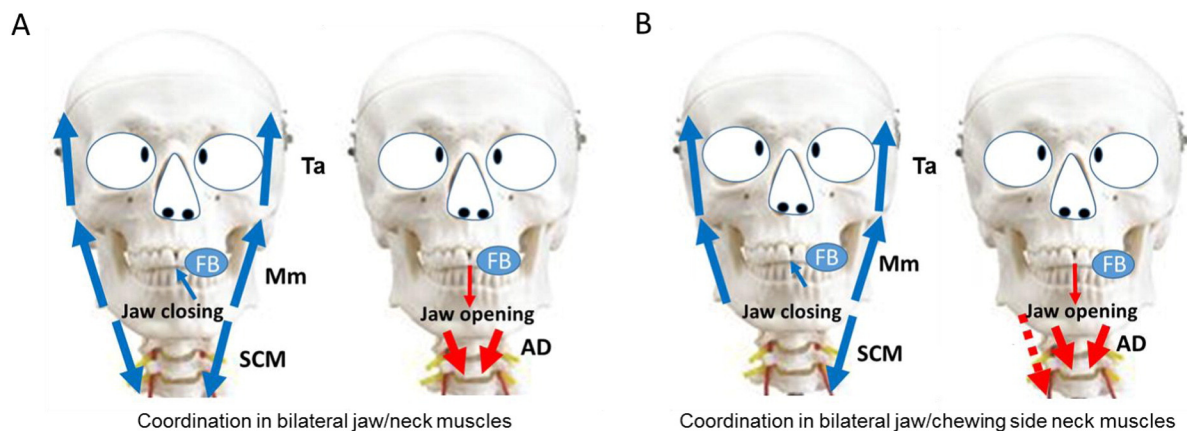 A
B
Ta
Ta
FB
FB
FB
FB
Mm
Mm
Jaw closing
Jaw opening
Jaw closing
Jaw opening
SCM
AD
SCM
AD
Coordination in bilateral jaw/neck muscles
Coordination in bilateral jaw/chewing side neck muscles